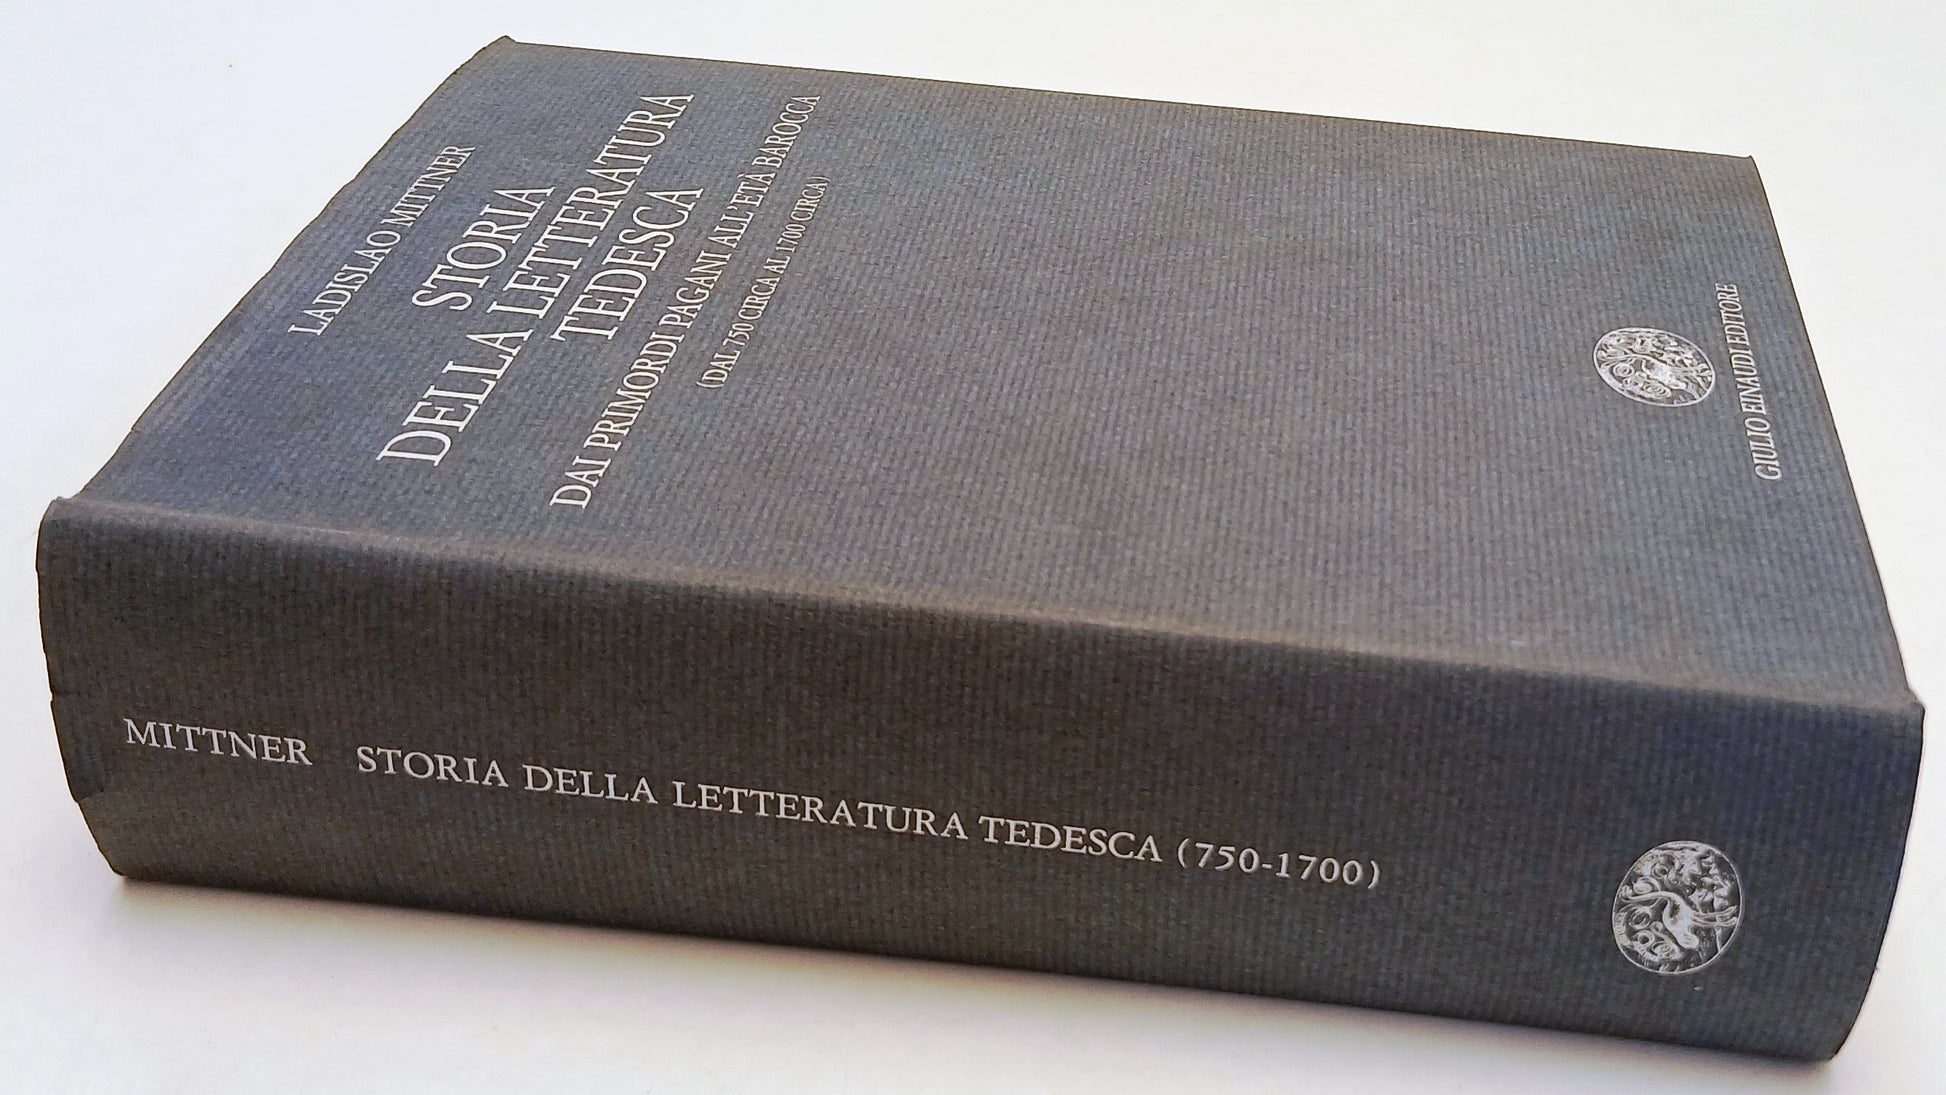 LADISLAO MITTNER
STORIA
DELLA LETTERATURA
TEDESCA
DAI PRIMORDI PAGANI ALL'ETÀ BAROCCA
(DAL 750 CIRCA AL 1700 CIRCA)
GIULIO EINAUDI EDITORE
MITTNER STORIA DELLA LETTERATURA TEDESCA (750-1700)